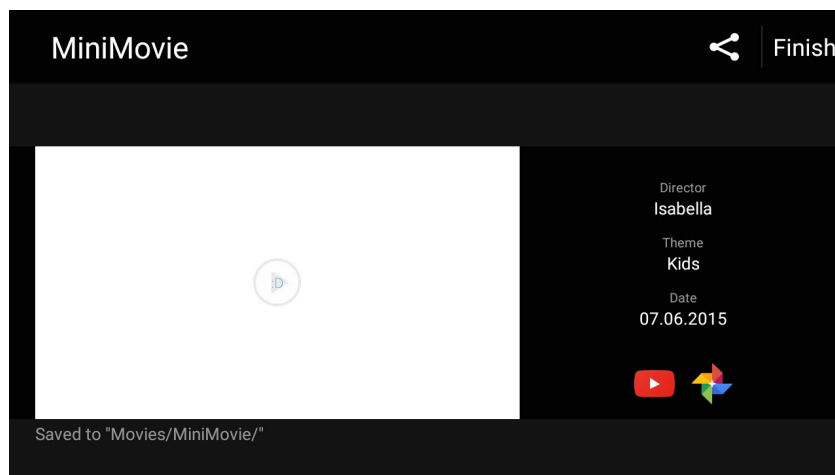 MiniMovie
Finish
:D
Director
Isabella
Theme
Kids
Date
07.06.2015
Saved to "Movies/MiniMovie/"